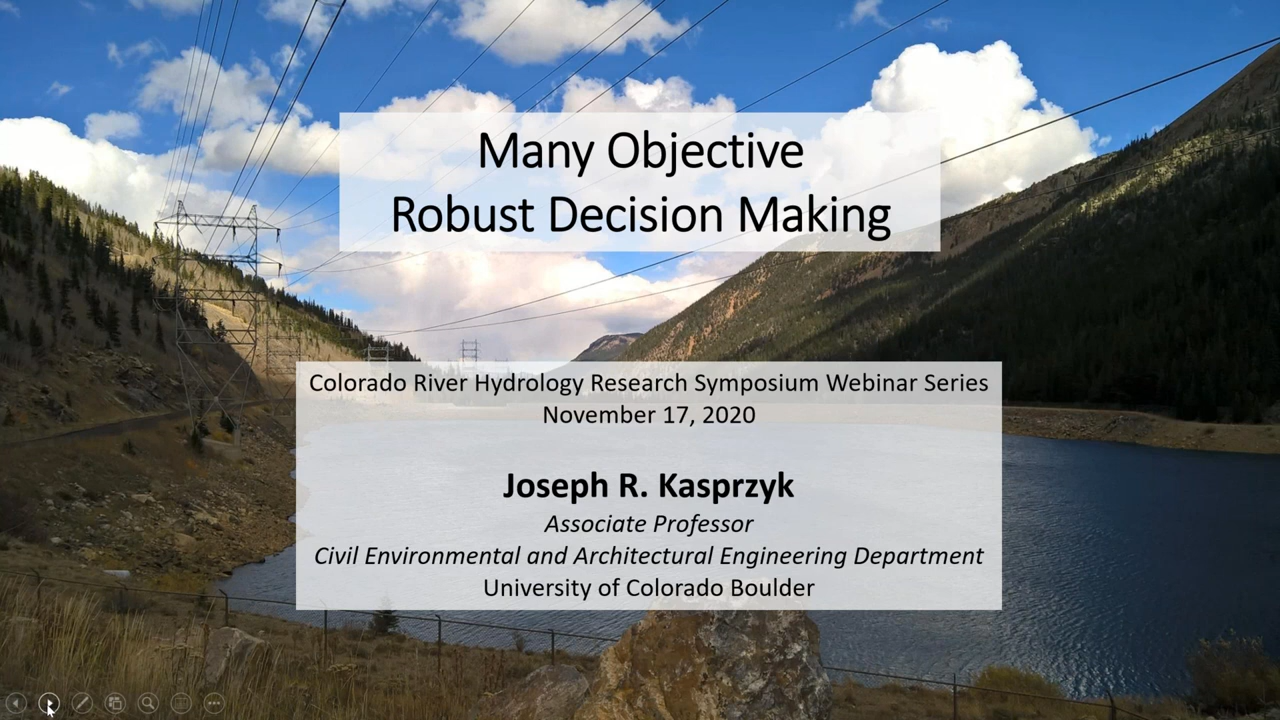 Many Objective
Robust Decision Making
Colorado River Hydrology Research Symposium Webinar Series
November 17, 2020
Joseph R. Kasprzyk
Associate Professor
Civil Environmental and Architectural Engineering Department
University of Colorado Boulder